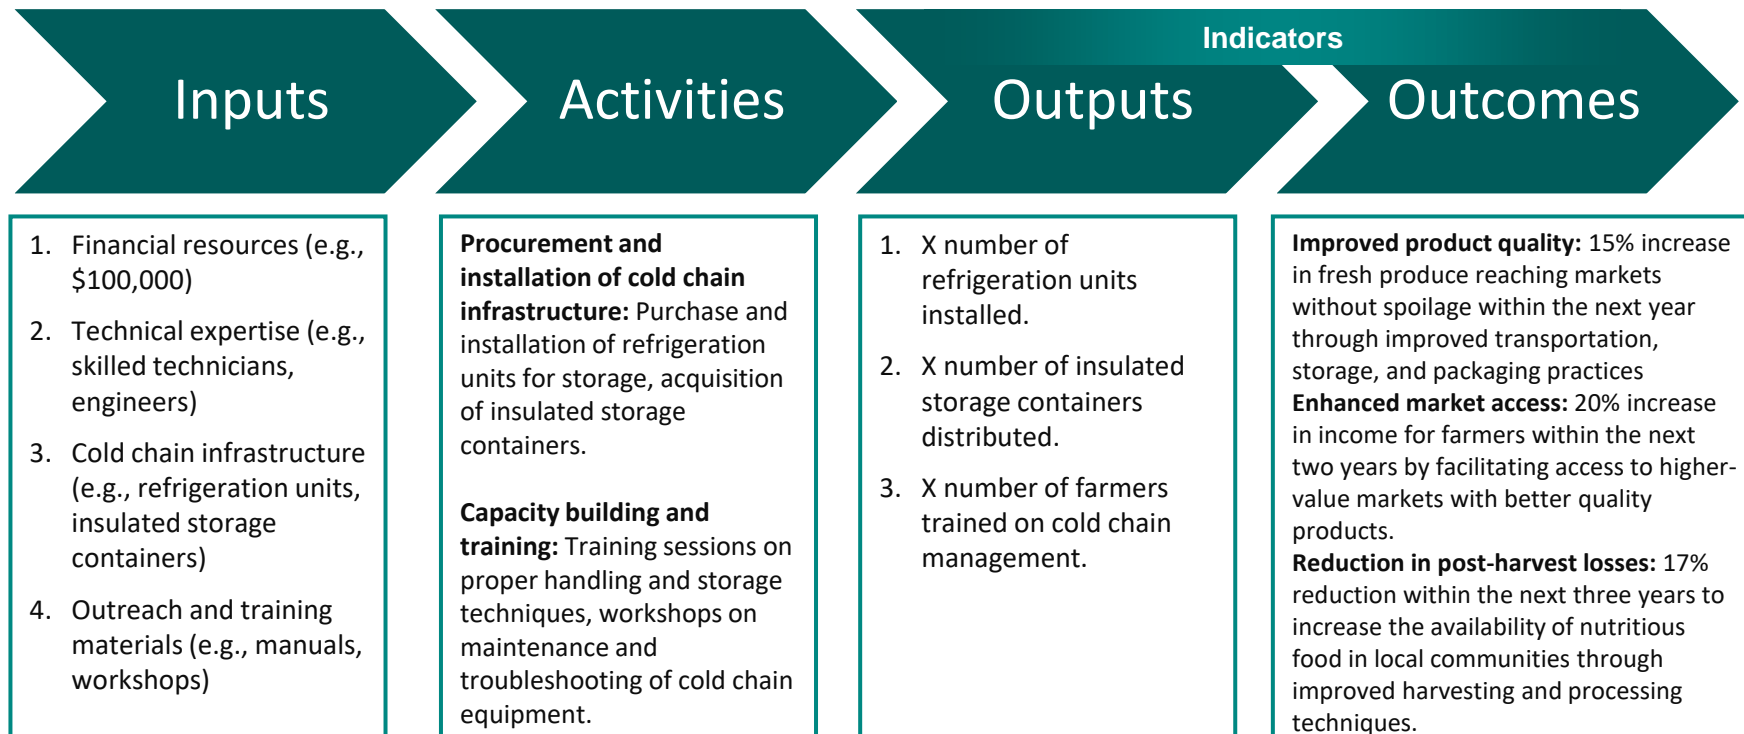 Indicators
Inputs
Activities
Outputs
Outcomes
1. Financial resources (e.g.,
$100,000)
2. Technical expertise (e.g.,
skilled technicians,
engineers)
3. Cold chain infrastructure
(e.g., refrigeration units,
insulated storage
containers)
4. Outreach and training
materials (e.g., manuals,
workshops)
Procurement and
installation of cold chain
infrastructure: Purchase and
installation of refrigeration
units for storage, acquisition
of insulated storage
containers.
Capacity building and
training: Training sessions on
proper handling and storage
techniques, workshops on
maintenance and
troubleshooting of cold chain
equipment.
1. X number of
refrigeration units
installed.
2. X number of insulated
storage containers
distributed.
3. X number of farmers
trained on cold chain
management.
Improved product quality: 15% increase
in fresh produce reaching markets
without spoilage within the next year
through improved transportation,
storage, and packaging practices
Enhanced market access: 20% increase
in income for farmers within the next
two years by facilitating access to higher-
value markets with better quality
products.
Reduction in post-harvest losses: 17%
reduction within the next three years to
increase the availability of nutritious
food in local communities through
improved harvesting and processing
techniques.